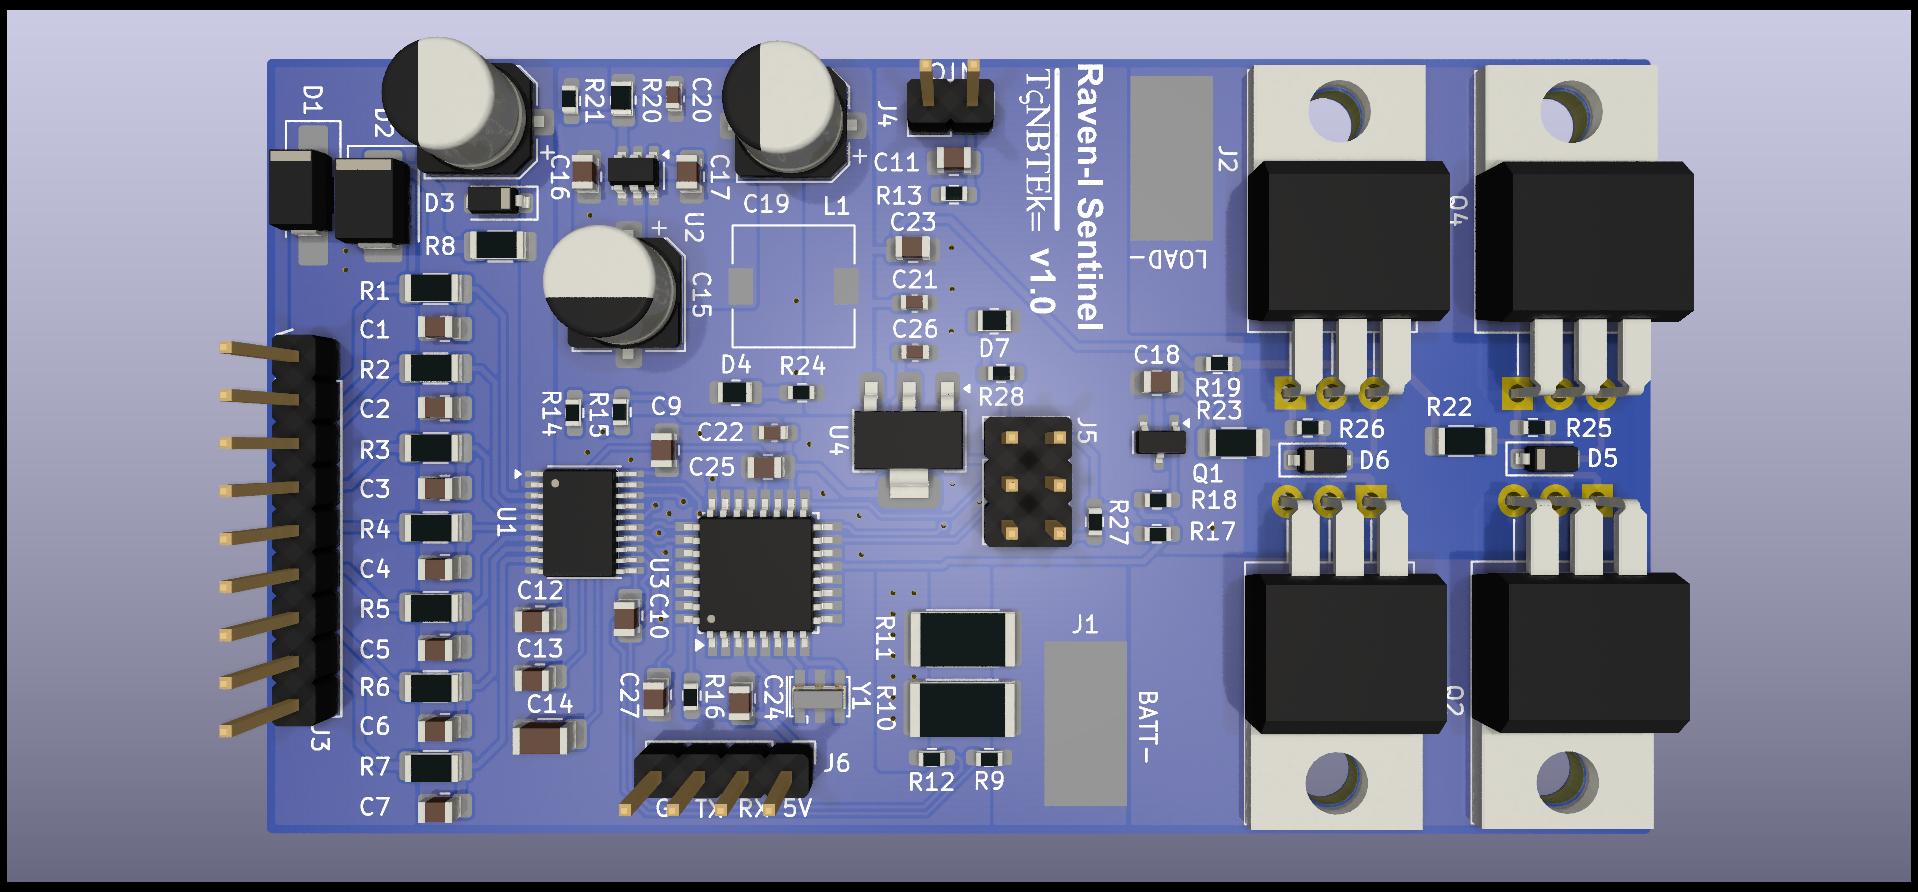 D1
D2
R21
R20
C20
J4
TςNBTEk=
Raven-I Sentinel
v1.0
J2
LOAD-
Q4
C16
C17
C11
R13
D3
C19
L1
R8
U2
C23
C15
C21
C26
D7
R28
R1
C1
R2
C2
R3
C3
R4
C4
R5
C5
R6
C6
R7
C7
J3
D4
R24
R14
R15
C9
C22
C25
U4
J5
C18
R19
R23
R22
R26
R25
D6
D5
Q1
R18
R17
R27
U1
U3
C10
C12
C13
C14
C27
R16
C24
Y1
R11
R10
R12
R9
J1
BATT-
Q2
J6
G TX RX 5V